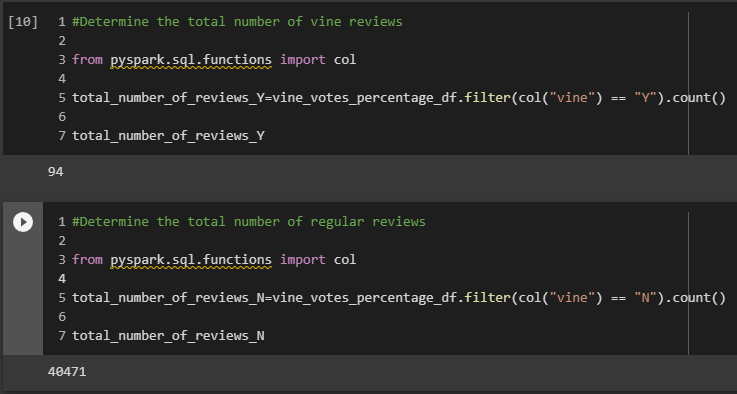 [10] 1 #Determine the total number of vine reviews
2
3 from pyspark.sql.functions import col
4
5 total_number_of_reviews_Y=vine_votes_percentage_df.filter(col("vine") == "Y").count()
6
7 total_number_of_reviews_Y
94
1 #Determine the total number of regular reviews
2
3 from pyspark.sql.functions import col
4
5 total_number_of_reviews_N=vine_votes_percentage_df.filter(col("vine") == "N").count()
6
7 total_number_of_reviews_N
40471